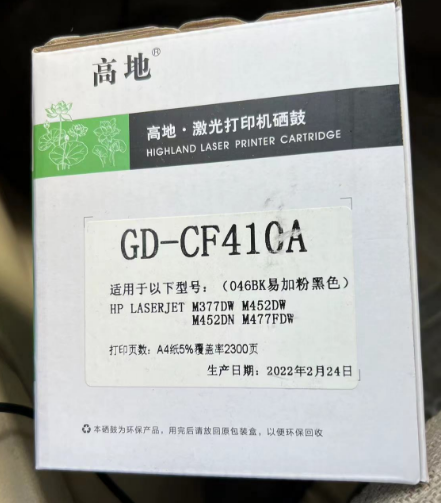 高地®
高地·激光打印机硒鼓
HIGHLAND LASER PRINTER CARTRIDGE
GD-CF410A
适用于以下型号：（046BK易加粉黑色）
HP LASERJET M377DW M452DW
M452DN M477FDW
打印页数：A4纸5%覆盖率2300页
生产日期：2022年2月24日
本硒鼓为环保产品，用完后请放回原包装盒，以便环保回收